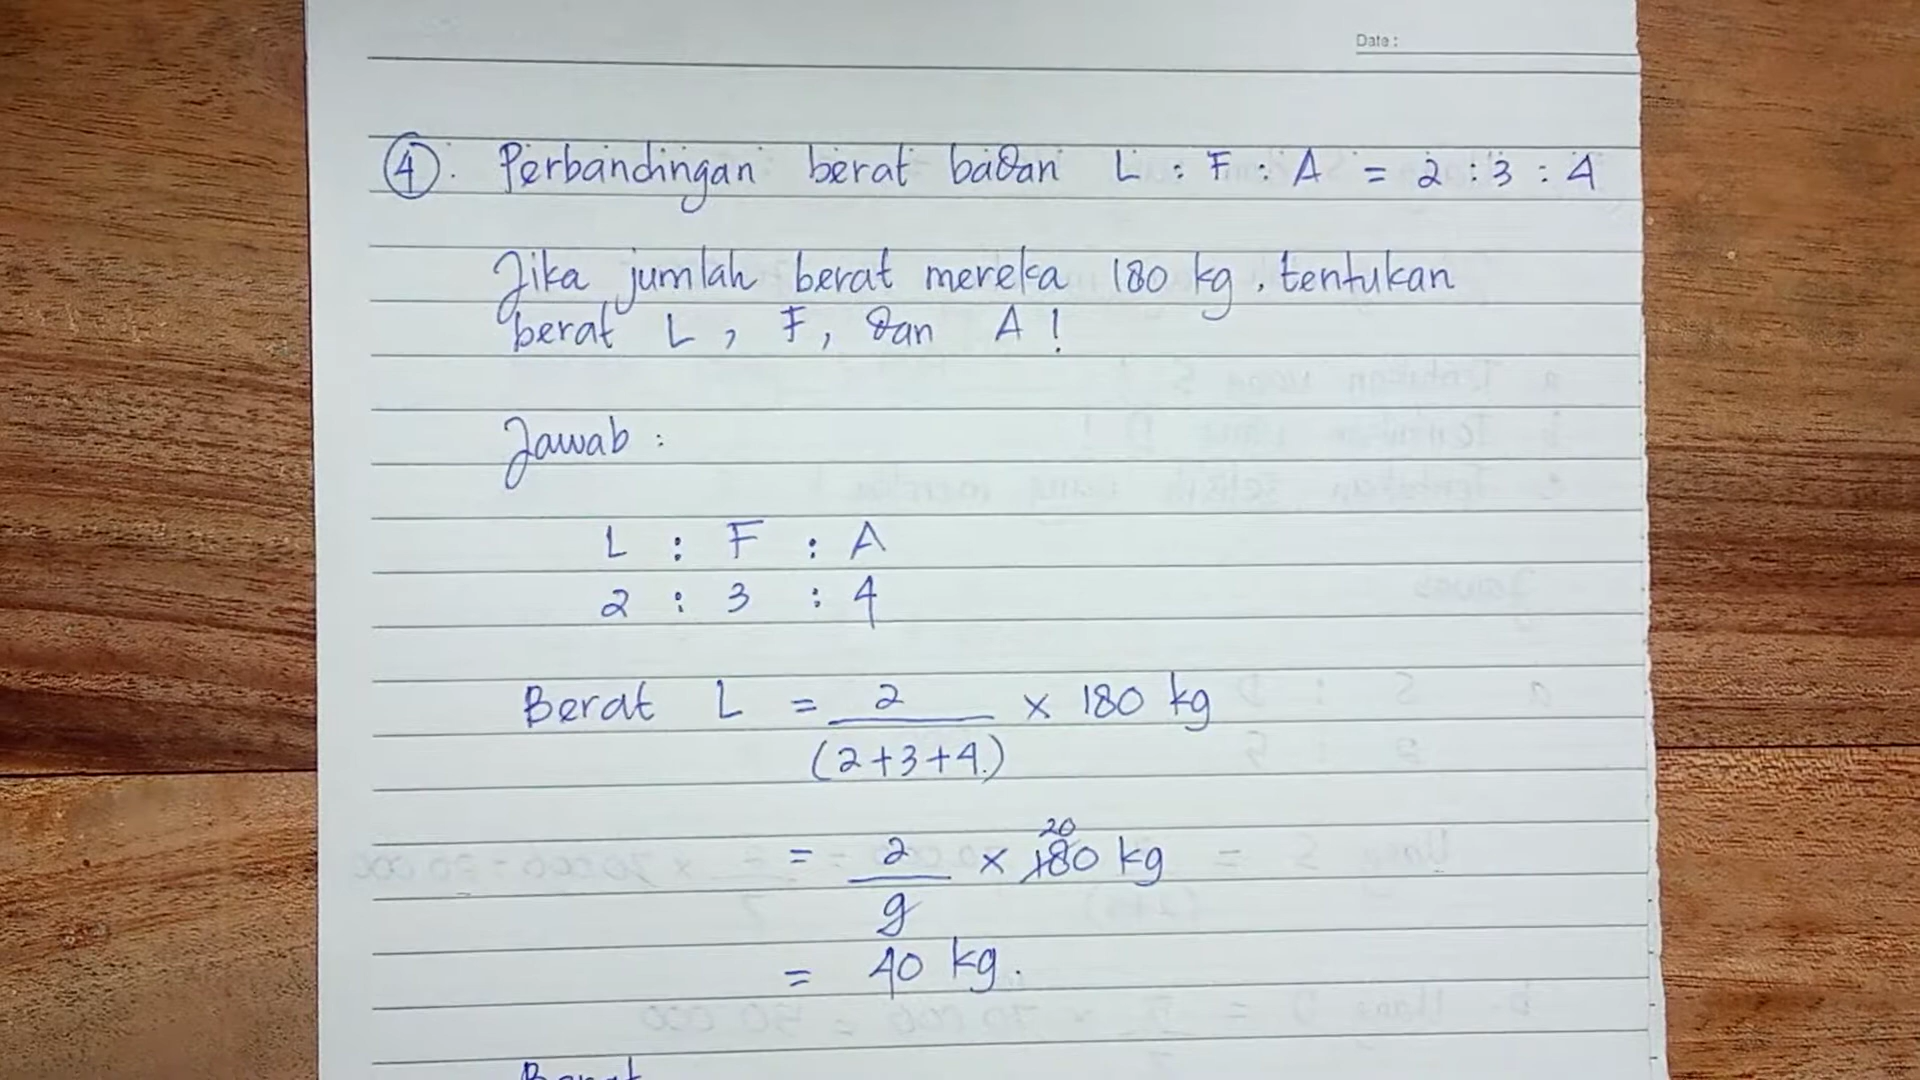 Date :
4. Perbandingan berat badan L : F : A = 2 : 3 : 4
Jika jumlah berat mereka 180 kg, tentukan
berat L, F, dan A !
Jawab :
L : F : A
2 : 3 : 4
Berat L = 2 / (2+3+4) × 180 kg
20
= 2 / 9 × 180 kg
= 40 kg.
Berat